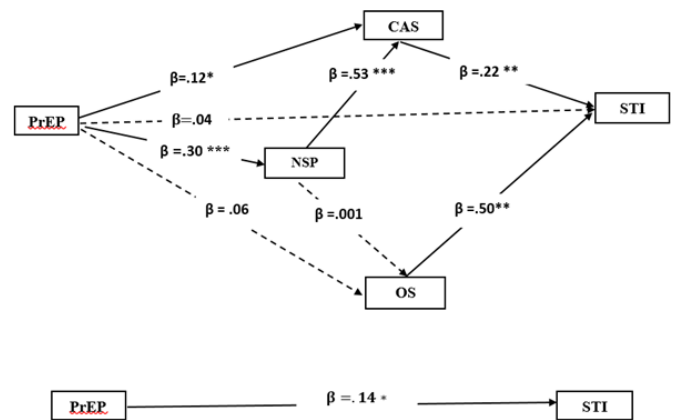 CAS
β=.12*
β =.53 ***
β =.22 **
PrEP
β=.04
STI
β =.30 ***
NSP
β = .06
β =.001
β =.50**
OS
PrEP
β =. 14 *
STI